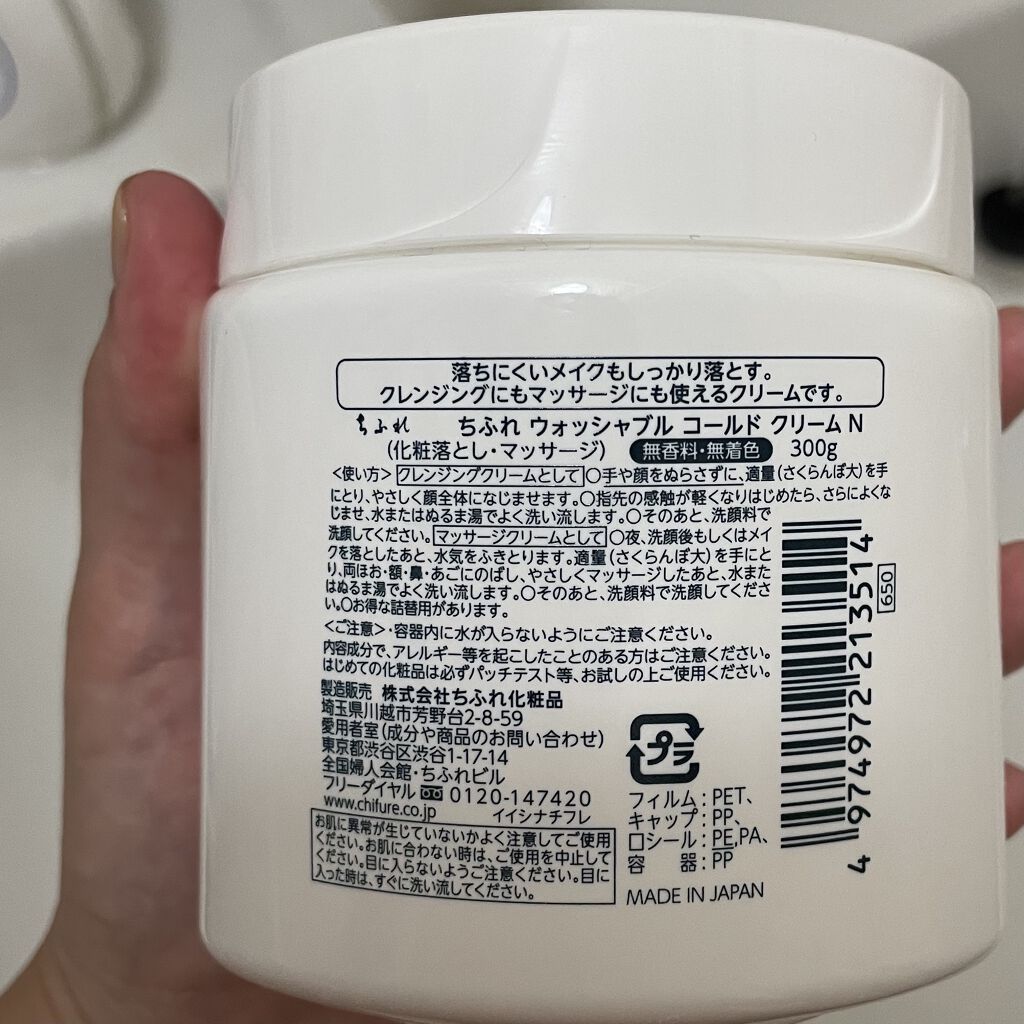 落ちにくいメイクもしっかり落とす。
クレンジングにもマッサージにも使えるクリームです。
ちふれ ちふれ ウォッシャブル コールド クリーム N
(化粧落とし・マッサージ) 無香料・無着色 300g
<使い方> クレンジングクリームとして ○手や顔をぬらさずに、適量(さくらんぼ大)を手
にとり、やさしく顔全体になじませます。○指先の感触が軽くなりはじめたら、さらによくな
じませ、水またはぬるま湯でよく洗い流します。○そのあと、洗顔料で
洗顔してください。 マッサージクリームとして ○夜、洗顔後もしくはメイ
クを落としたあと、水気をふきとります。適量(さくらんぼ大)を手にと
り、両ほお・額・鼻・あごにのばし、やさしくマッサージしたあと、水また
はぬるま湯でよく洗い流します。○そのあと、洗顔料で洗顔してくださ
い。○お得な詰替用があります。
<ご注意>・容器内に水が入らないようにご注意ください。
内容成分で、アレルギー等を起こしたことのある方はご注意ください。
はじめての化粧品は必ずパッチテスト等、お試しの上ご使用ください。
製造販売 株式会社ちふれ化粧品
埼玉県川越市芳野台2-8-59
愛用者室(成分や商品のお問い合わせ)
東京都渋谷区渋谷1-17-14
全国婦人会館・ちふれビル
フリーダイヤル 0120-147420
www.chifure.co.jp イイシナチフレ
お肌に異常が生じていないかよく注意してご使用
ください。お肌に合わない時は、ご使用を中止して
ください。目に入らないようご注意ください。目に
入った時は、すぐに洗い流してください。
プラ
フィルム:PET、
キャップ:PP、
口シール:PE,PA、
容器:PP
MADE IN JAPAN
4 974972 213514
650